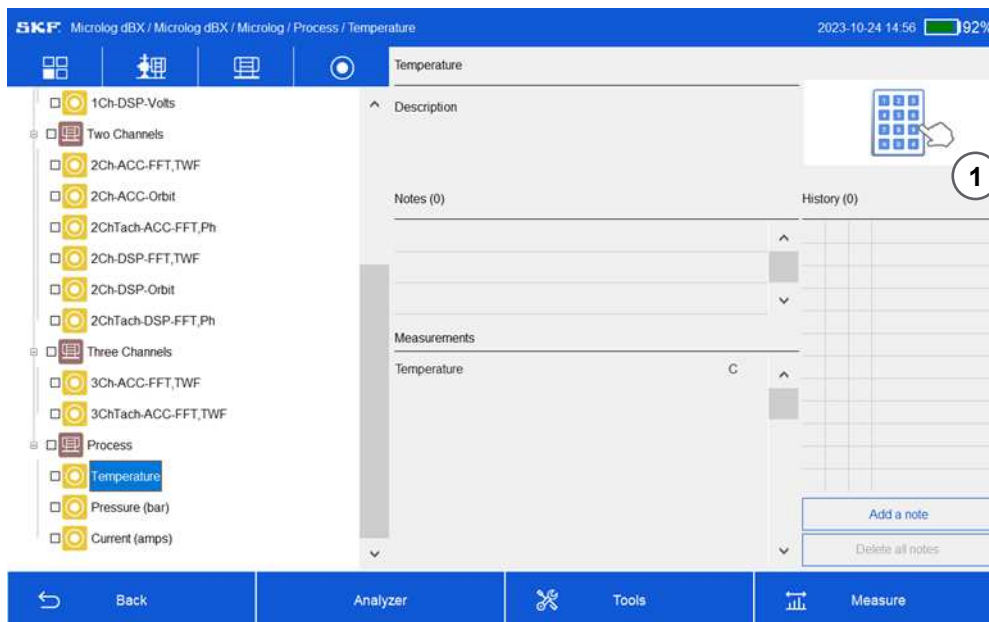 SKF. Microlog dBX / Microlog dBX / Microlog / Process / Temperature
2023-10-24 14:56 92%
Temperature
Description
1Ch-DSP-Volts
Two Channels
2Ch-ACC-FFT,TWF
2Ch-ACC-Orbit
2ChTach-ACC-FFT,Ph
2Ch-DSP-FFT,TWF
2Ch-DSP-Orbit
2ChTach-DSP-FFT,Ph
Three Channels
3Ch-ACC-FFT,TWF
3ChTach-ACC-FFT,TWF
Process
Temperature
Pressure (bar)
Current (amps)
Notes (0)
Measurements
Temperature C
1
History (0)
Add a note
Delete all notes
Back
Analyzer
Tools
Measure